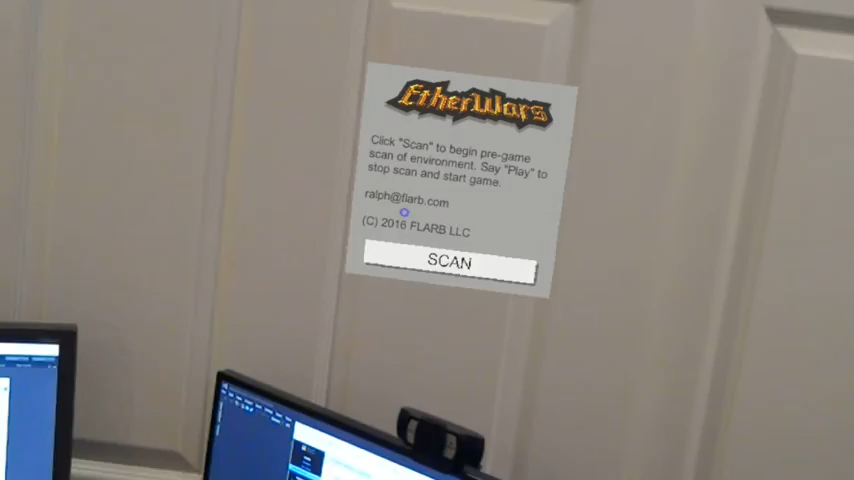 EtherWars
Click "Scan" to begin pre-game
scan of environment. Say "Play" to
stop scan and start game.
ralph@flarb.com
(C) 2016 FLARB LLC
SCAN